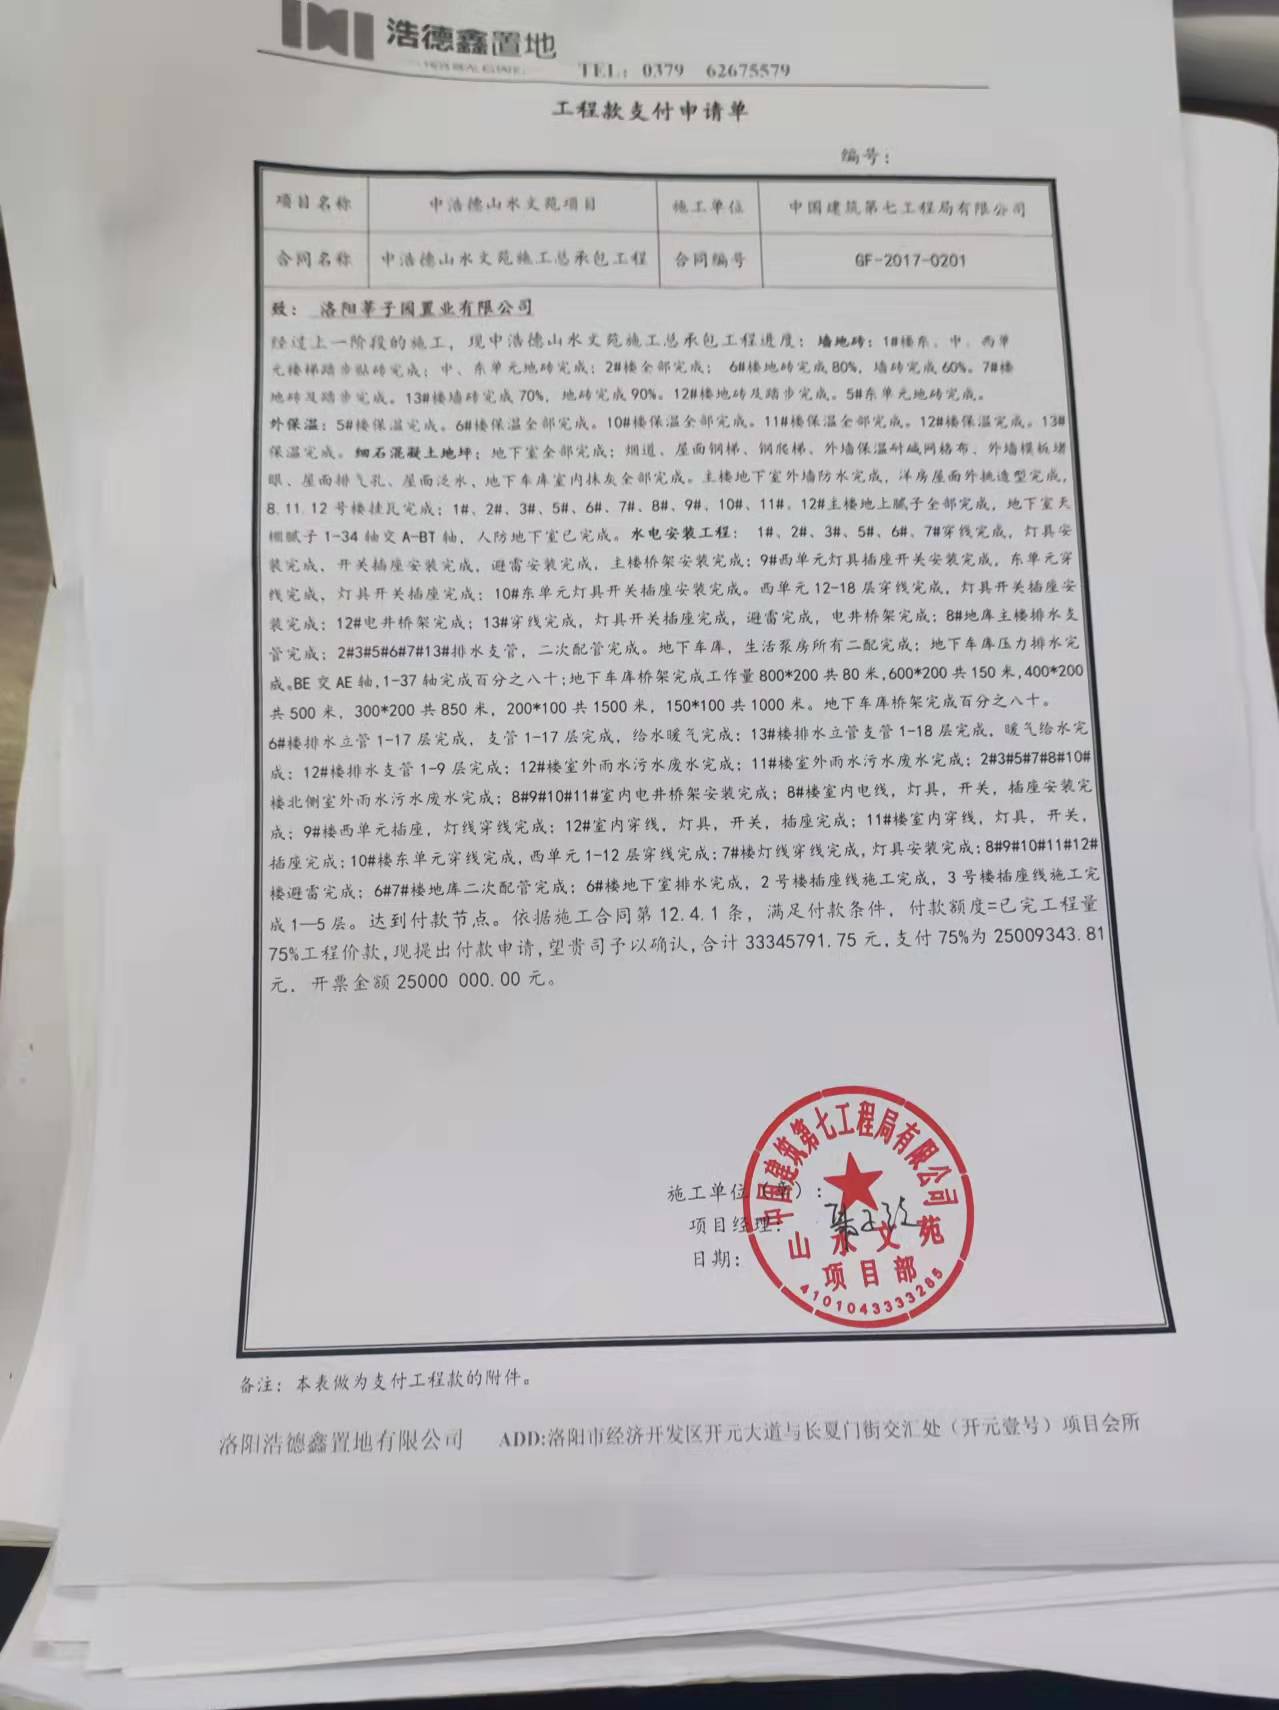 浩德鑫置地
TEL：0379 62675579
工程款支付申请单
编号：
项目名称 中浩德山水文苑项目 施工单位 中国建筑第七工程局有限公司
合同名称 中浩德山水文苑施工总承包工程 合同编号 GF-2017-0201
致： 洛阳莘子园置业有限公司
经过上一阶段的施工，现中浩德山水文苑施工总承包工程进度：墙地砖：1#楼东、中、西单
元楼梯踏步贴砖完成；中、东单元地砖完成；2#楼全部完成； 6#楼地砖完成80%，墙砖完成60%。7#楼
地砖及踏步完成。13#楼墙砖完成70%，地砖完成90%。12#楼地砖及踏步完成。5#东单元地砖完成。
外保温：5#楼保温完成。6#楼保温全部完成。10#楼保温全部完成。11#楼保温全部完成。12#楼保温完成。13#
保温完成。细石混凝土地坪：地下室全部完成；烟道、屋面钢梯、钢爬梯、外墙保温耐碱网格布、外墙模板堵
眼、屋面排气孔、屋面泛水、地下车库室内抹灰全部完成。主楼地下室外墙防水完成，洋房屋面外挑造型完成，
8.11.12号楼挂瓦完成；1#、2#、3#、5#、6#、7#、8#、9#、10#、11#、12#主楼地上腻子全部完成，地下室天
棚腻子1-34轴交A-BT轴，人防地下室已完成。水电安装工程： 1#、2#、3#、5#、6#、7#穿线完成，灯具安
装完成，开关插座安装完成，避雷安装完成，主楼桥架安装完成；9#西单元灯具插座开关安装完成，东单元穿
线完成，灯具开关插座完成；10#东单元灯具开关插座安装完成。西单元12-18层穿线完成，灯具开关插座安
装完成；12#电井桥架完成；13#穿线完成，灯具开关插座完成，避雷完成，电井桥架完成；8#地库主楼排水支
管完成；2#3#5#6#7#13#排水支管，二次配管完成。地下车库，生活泵房所有二配完成；地下车库压力排水完
成。BE交AE轴，1-37轴完成百分之八十；地下车库桥架完成工作量800*200共80米，600*200共150米，400*200
共500米，300*200共850米，200*100共1500米，150*100共1000米。地下车库桥架完成百分之八十。
6#楼排水立管1-17层完成，支管1-17层完成，给水暖气完成；13#楼排水立管支管1-18层完成，暖气给水完
成；12#楼排水支管1-9层完成；12#楼室外雨水污水废水完成；11#楼室外雨水污水废水完成；2#3#5#7#8#10#
楼北侧室外雨水污水废水完成；8#9#10#11#室内电井桥架安装完成；8#楼室内电线，灯具，开关，插座安装完
成；9#楼西单元插座，灯线穿线完成；12#室内穿线，灯具，开关，插座完成；11#楼室内穿线，灯具，开关，
插座完成；10#楼东单元穿线完成，西单元1-12层穿线完成；7#楼灯线穿线完成，灯具安装完成；8#9#10#11#12#
楼避雷完成；6#7#楼地库二次配管完成；6#楼地下室排水完成，2号楼插座线施工完成，3号楼插座线施工完
成1—5层。达到付款节点。依据施工合同第12.4.1条，满足付款条件，付款额度=已完工程量
75%工程价款，现提出付款申请，望贵司予以确认，合计33345791.75元，支付75%为25009343.81
元，开票金额25000 000.00元。
施工单位（章）：
项目经理：
日期：
中国建筑第七工程局有限公司
山水文苑
项目部
4101043333285
备注：本表做为支付工程款的附件。
洛阳浩德鑫置地有限公司 ADD:洛阳市经济开发区开元大道与长夏门街交汇处（开元壹号）项目会所